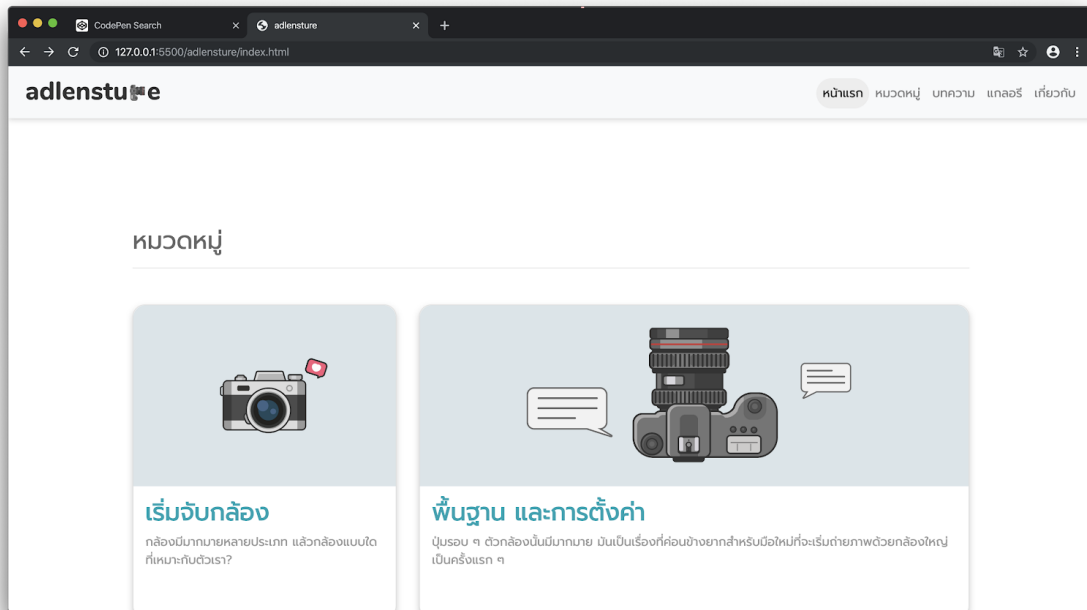 CodePen Search
adlensture
127.0.0.1:5500/adlensture/index.html
adlensture
หน้าแรก หมวดหมู่ บทความ แกลอรี เกี่ยวกับ
หมวดหมู่
เริ่มจับกล้อง
กล้องมีมากมายหลายประเภท แล้วกล้องแบบใด
ที่เหมาะกับตัวเรา?
พื้นฐาน และการตั้งค่า
ปุ่มรอบ ๆ ตัวกล้องนั้นมีมากมาย มันเป็นเรื่องที่ค่อนข้างยากสำหรับมือใหม่ที่จะเริ่มถ่ายภาพด้วยกล้องใหญ่
เป็นครั้งแรก ๆ